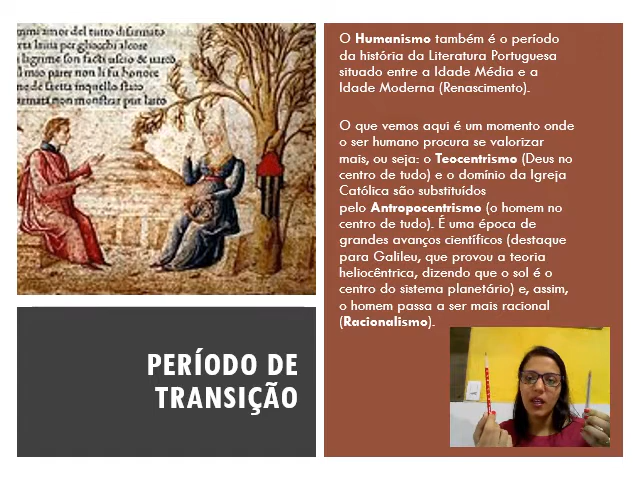 O Humanismo também é o período
da história da Literatura Portuguesa
situado entre a Idade Média e a
Idade Moderna (Renascimento).
O que vemos aqui é um momento onde
o ser humano procura se valorizar
mais, ou seja: o Teocentrismo (Deus no
centro de tudo) e o domínio da Igreja
Católica são substituídos
pelo Antropocentrismo (o homem no
centro de tudo). É uma época de
grandes avanços científicos (destaque
para Galileu, que provou a teoria
heliocêntrica, dizendo que o sol é o
centro do sistema planetário) e, assim,
o homem passa a ser mais racional
(Racionalismo).
PERÍODO DE
TRANSIÇÃO